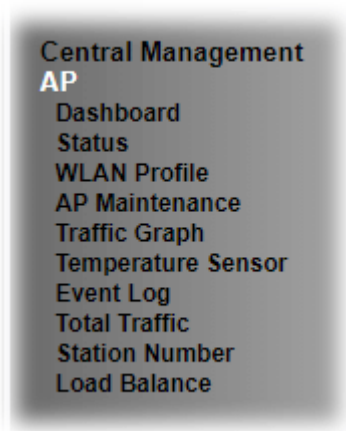 Central Management
AP
Dashboard
Status
WLAN Profile
AP Maintenance
Traffic Graph
Temperature Sensor
Event Log
Total Traffic
Station Number
Load Balance